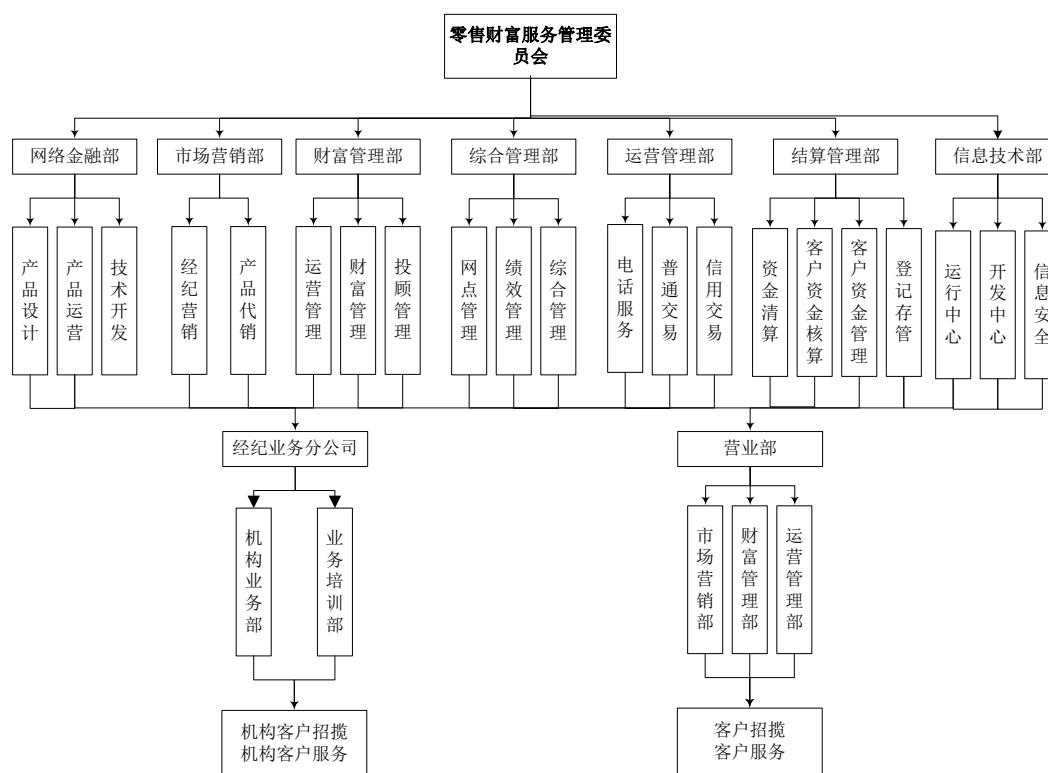 零售财富服务管理委
员会
网络金融部
市场营销部
财富管理部
综合管理部
运营管理部
结算管理部
信息技术部
产品设计
产品运营
技术开发
经纪营销
产品代销
运营管理
财富管理
投顾管理
网点管理
绩效管理
综合管理
电话服务
普通交易
信用交易
资金清算
客户资金核算
客户资金管理
登记存管
运行中心
开发中心
信息安全
经纪业务分公司
营业部
机构业务部
业务培训部
市场营销部
财富管理部
运营管理部
机构客户招揽
机构客户服务
客户招揽
客户服务